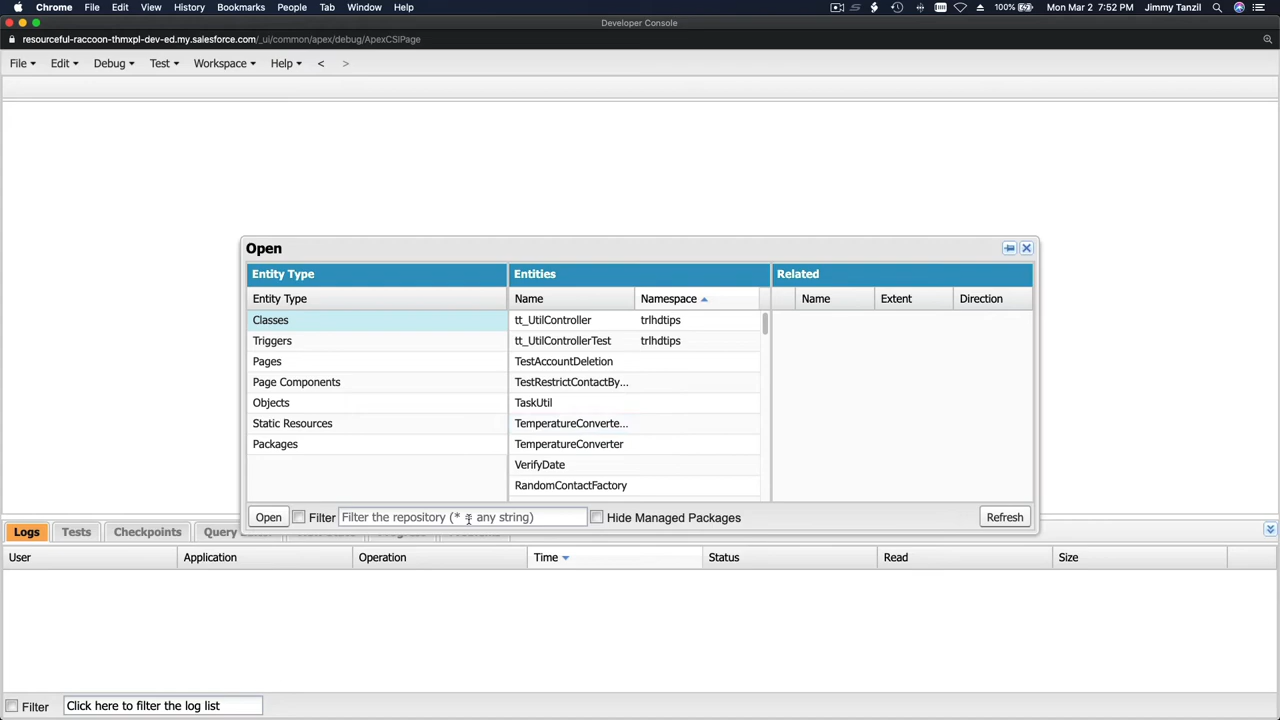 Chrome File Edit View History Bookmarks People Tab Window Help 100% Mon Mar 2 7:52 PM Jimmy Tanzil
Developer Console
resourceful-raccoon-thmxpl-dev-ed.my.salesforce.com/_ui/common/apex/debug/ApexCSIPage
File Edit Debug Test Workspace Help < >
Open
Entity Type Entities Related
Entity Type Name Namespace Name Extent Direction
Classes tt_UtilController trlhdtips
Triggers tt_UtilControllerTest trlhdtips
Pages TestAccountDeletion
Page Components TestRestrictContactBy...
Objects TaskUtil
Static Resources TemperatureConverte...
Packages TemperatureConverter
VerifyDate
RandomContactFactory
Open Filter Filter the repository (* = any string) Hide Managed Packages Refresh
Logs Tests Checkpoints Query
User Application Operation Time Status Read Size
Filter Click here to filter the log list